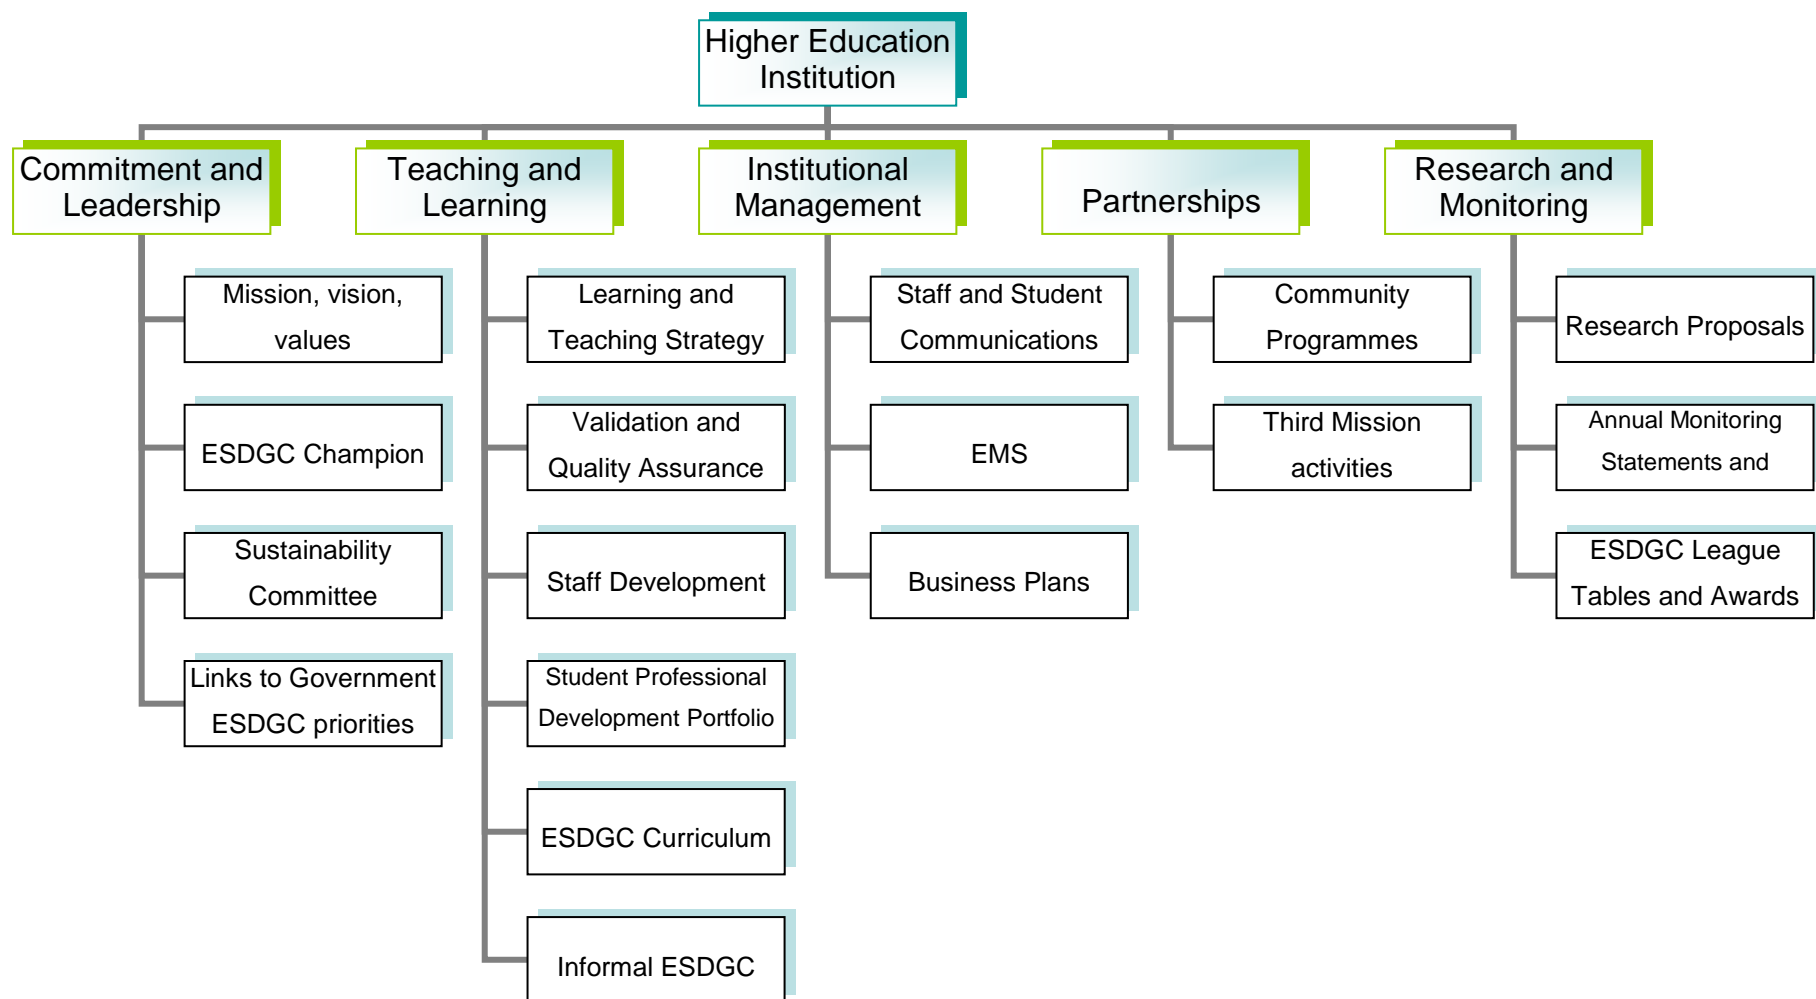 Higher Education
Institution
Commitment and
Leadership
Teaching and
Learning
Institutional
Management
Partnerships
Research and
Monitoring
Mission, vision,
values
ESDGC Champion
Sustainability
Committee
Links to Government
ESDGC priorities
Learning and
Teaching Strategy
Validation and
Quality Assurance
Staff Development
Student Professional
Development Portfolio
ESDGC Curriculum
Informal ESDGC
Staff and Student
Communications
EMS
Business Plans
Community
Programmes
Third Mission
activities
Research Proposals
Annual Monitoring
Statements and
ESDGC League
Tables and Awards